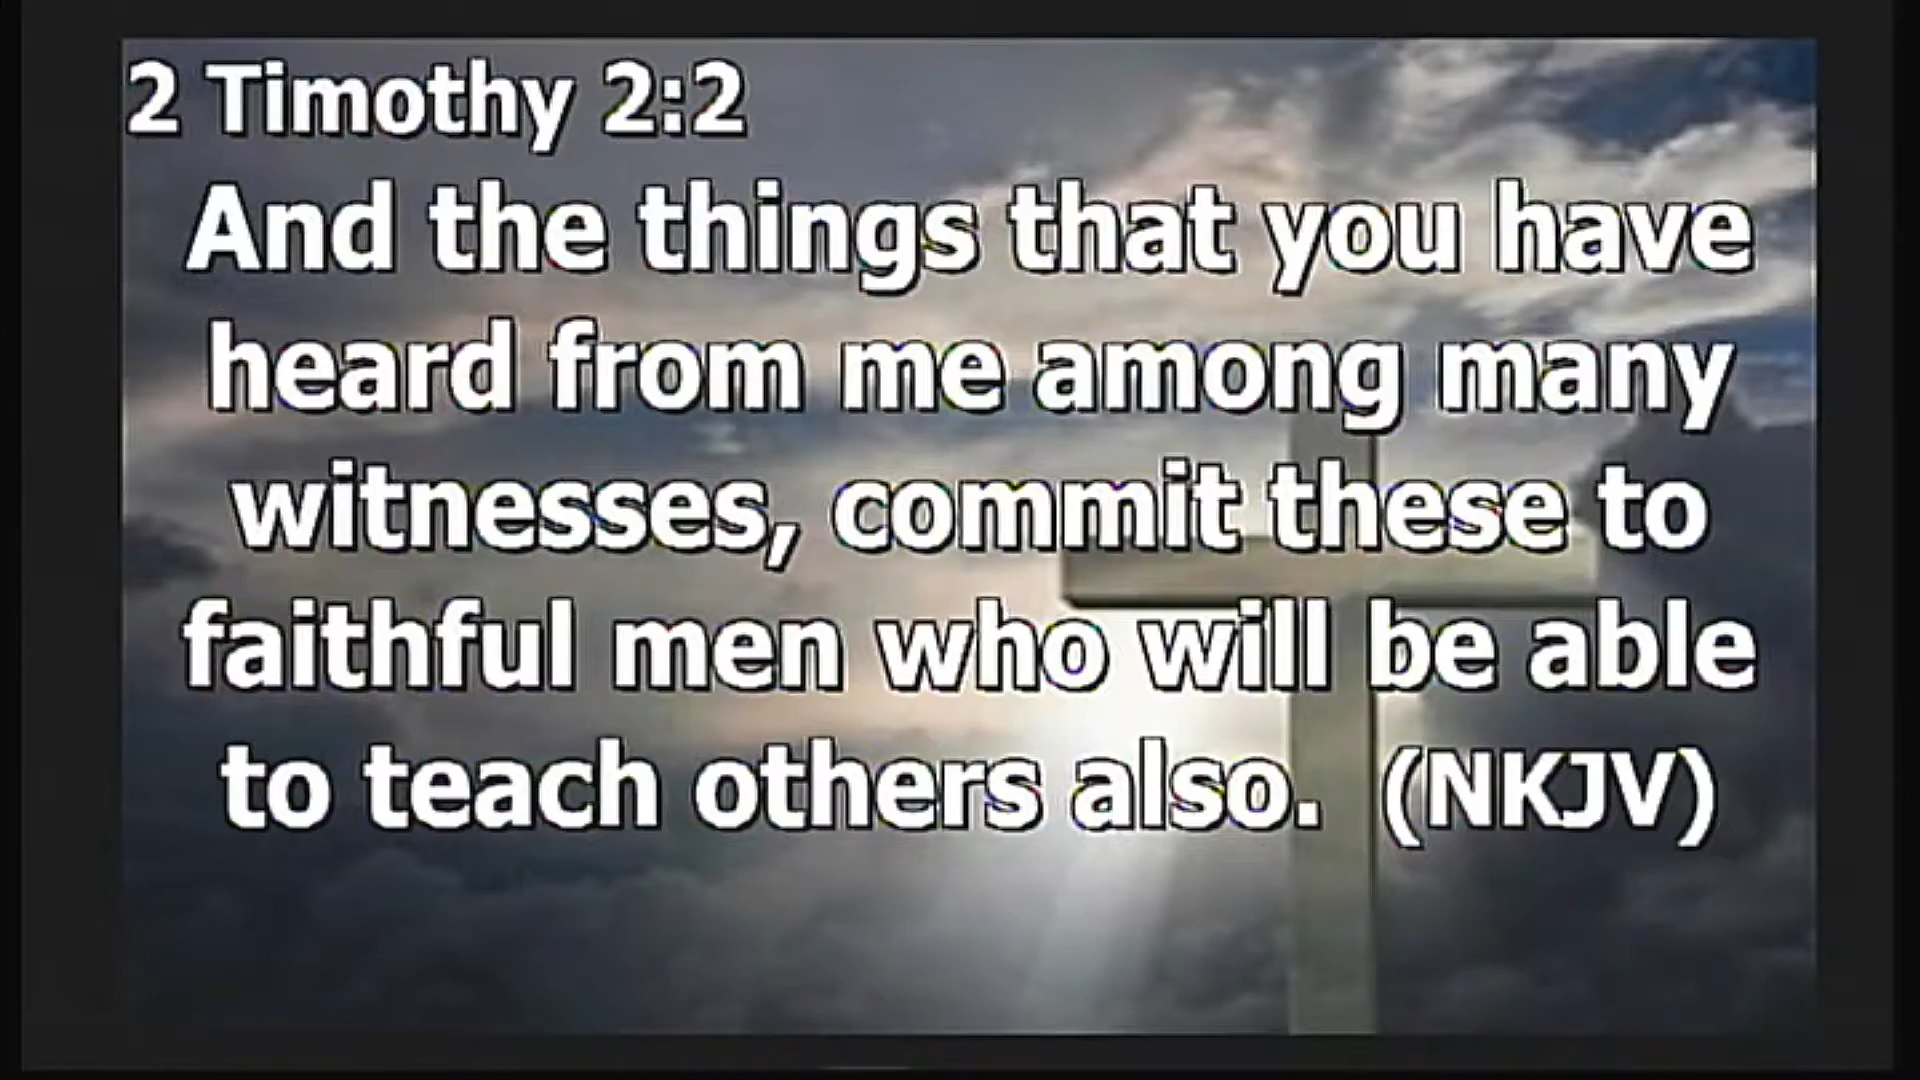 2 Timothy 2:2
And the things that you have
heard from me among many
witnesses, commit these to
faithful men who will be able
to teach others also.  (NKJV)